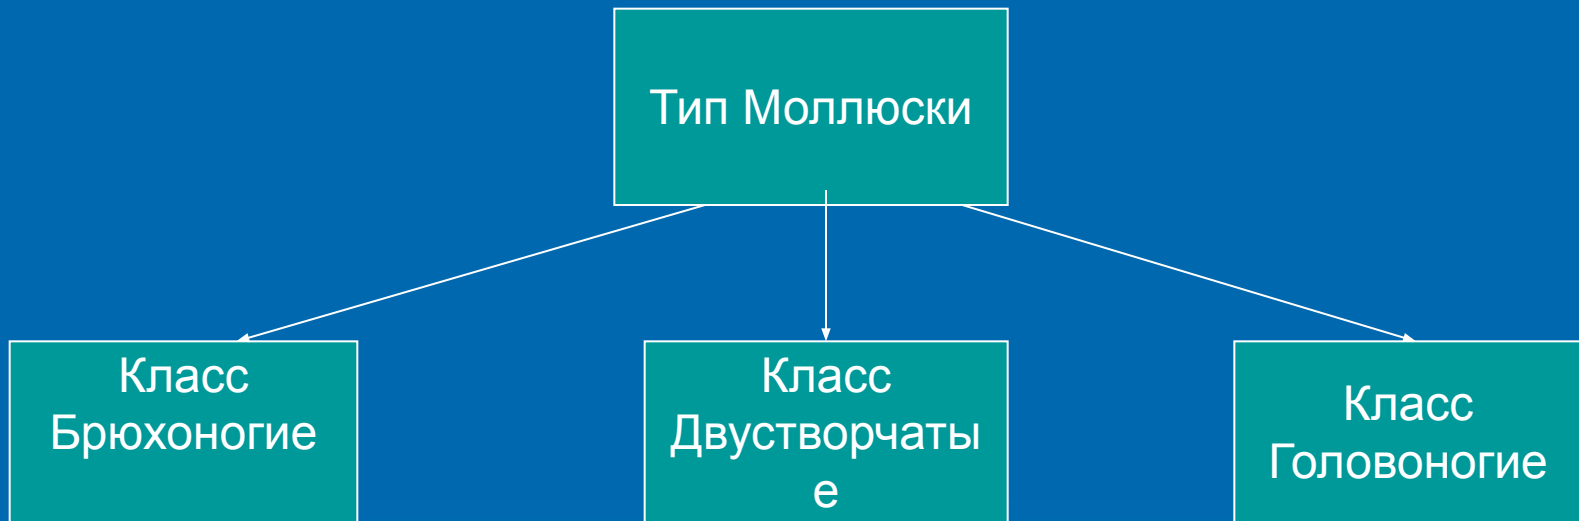 Тип Моллюски
Класс
Брюхоногие
Класс
Двустворчаты
е
Класс
Головоногие